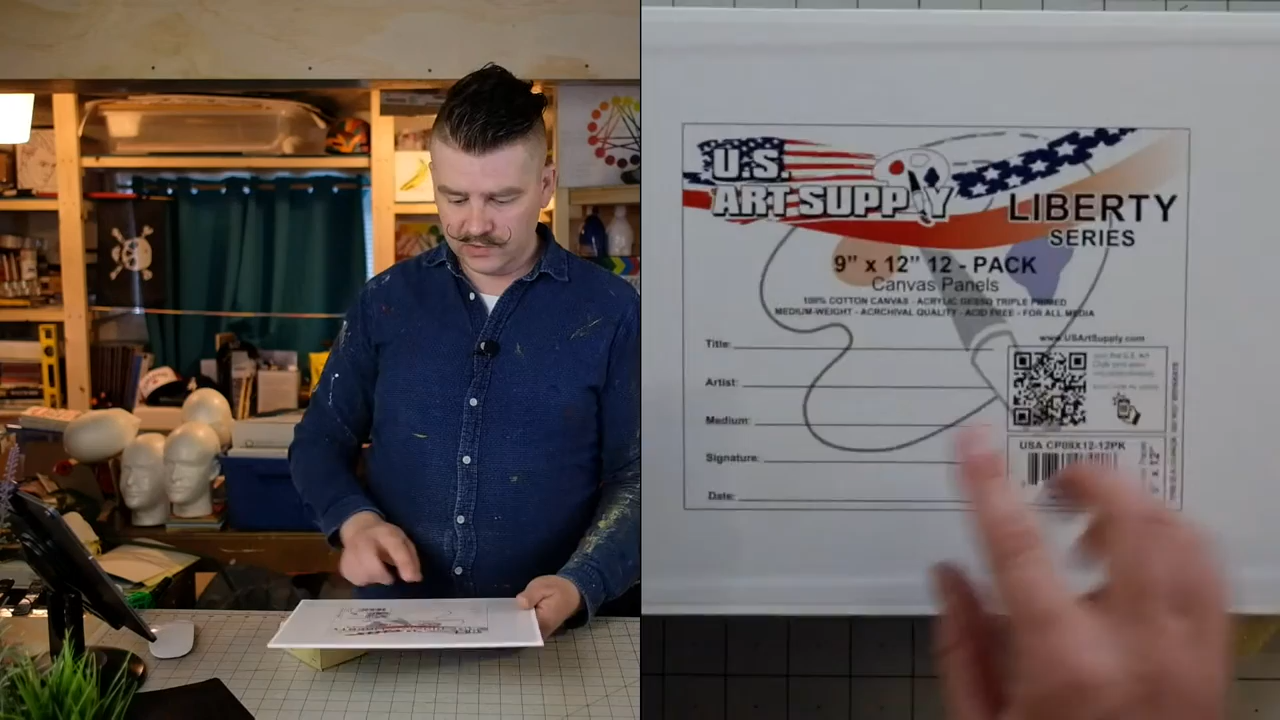 U.S.
ART SUPPLY
LIBERTY
SERIES
9" x 12" 12 - PACK
Canvas Panels
100% COTTON CANVAS - ACRYLIC GESSO TRIPLE PRIMED
MEDIUM-WEIGHT - ACRCHIVAL QUALITY - ACID FREE - FOR ALL MEDIA
www.USArtSupply.com
Title:
Artist:
Medium:
Signature:
Date:
USA CP09X12-12PK